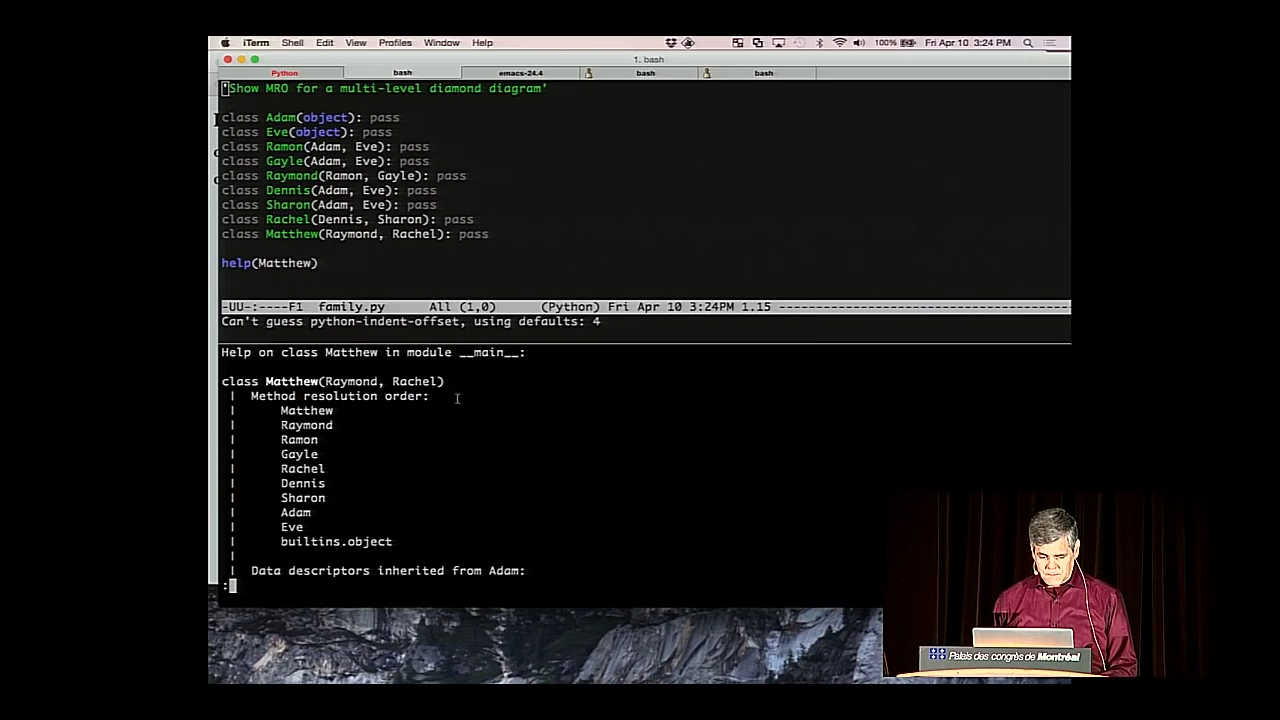 iTerm Shell Edit View Profiles Window Help 100% Fri Apr 10 3:24 PM
1. bash
Python bash emacs-24.4 bash bash
'Show MRO for a multi-level diamond diagram'
class Adam(object): pass
class Eve(object): pass
class Ramon(Adam, Eve): pass
class Gayle(Adam, Eve): pass
class Raymond(Ramon, Gayle): pass
class Dennis(Adam, Eve): pass
class Sharon(Adam, Eve): pass
class Rachel(Dennis, Sharon): pass
class Matthew(Raymond, Rachel): pass
help(Matthew)
-UU-:----F1 family.py All (1,0) (Python) Fri Apr 10 3:24PM 1.15 ----------------------------------------
Can't guess python-indent-offset, using defaults: 4
Help on class Matthew in module __main__:
class Matthew(Raymond, Rachel)
| Method resolution order:
| Matthew
| Raymond
| Ramon
| Gayle
| Rachel
| Dennis
| Sharon
| Adam
| Eve
| builtins.object
|
| Data descriptors inherited from Adam:
:
Palais des congrès de Montréal